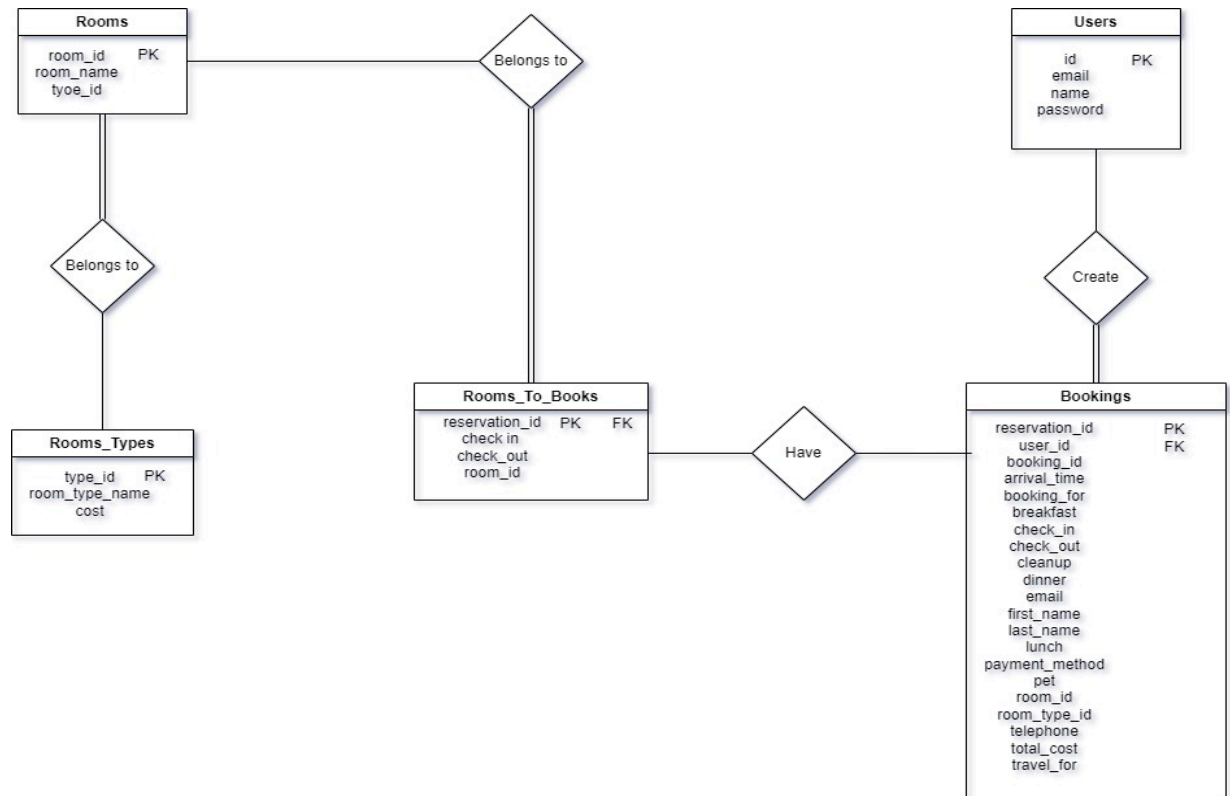 Rooms
room_id PK
room_name
tyoe_id
Belongs to
Users
id PK
email
name
password
Belongs to
Create
Rooms_Types
type_id PK
room_type_name
cost
Rooms_To_Books
reservation_id PK FK
check in
check_out
room_id
Have
Bookings
reservation_id PK
user_id FK
booking_id
arrival_time
booking_for
breakfast
check_in
check_out
cleanup
dinner
email
first_name
last_name
lunch
payment_method
pet
room_id
room_type_id
telephone
total_cost
travel_for